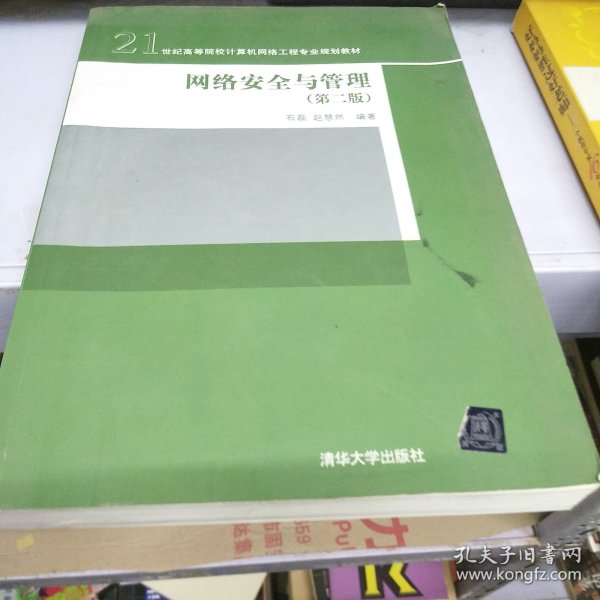 21世纪高等院校计算机网络工程专业规划教材
网络安全与管理
(第二版)
石磊 赵慧然 编著
清华大学出版社
孔夫子旧书网
www.kongfz.com